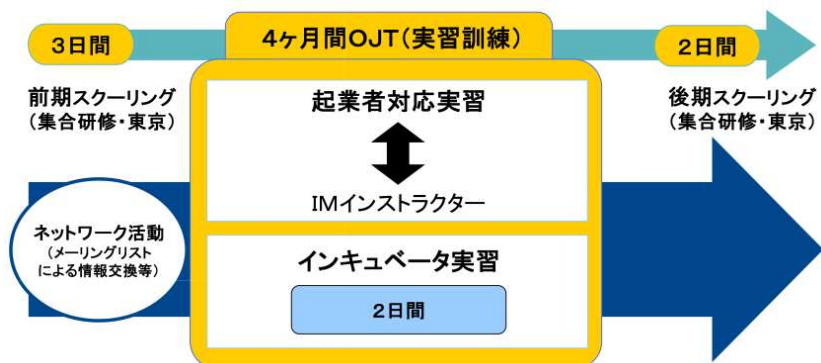 3日間
前期スクーリング
(集合研修・東京)
ネットワーク活動
(メーリングリスト
による情報交換等)
4ヶ月間OJT(実習訓練)
起業者対応実習
IMインストラクター
インキュベータ実習
2日間
2日間
後期スクーリング
(集合研修・東京)